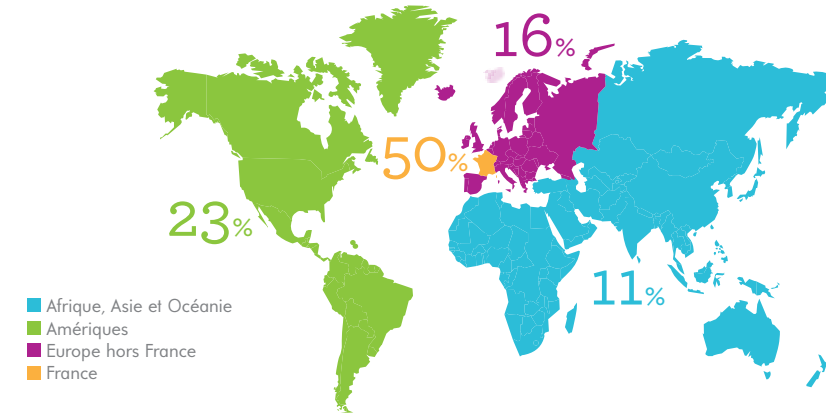 16%
50%
23%
11%
Afrique, Asie et Océanie
Amériques
Europe hors France
France